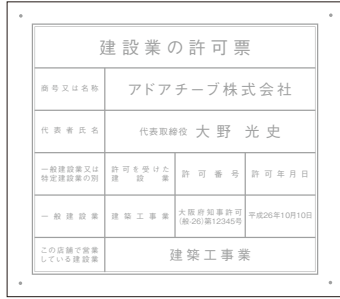 建設業の許可票
商号又は名称 アドアチーブ株式会社
代表者氏名 代表取締役 大野 光史
一般建設業又は
特定建設業の別
許可を受けた
建設業
許可番号
許可年月日
一般建設業
建築工事業
大阪府知事許可
(般-26)第12345号
平成26年10月10日
この店舗で営業
している建設業
建築工事業